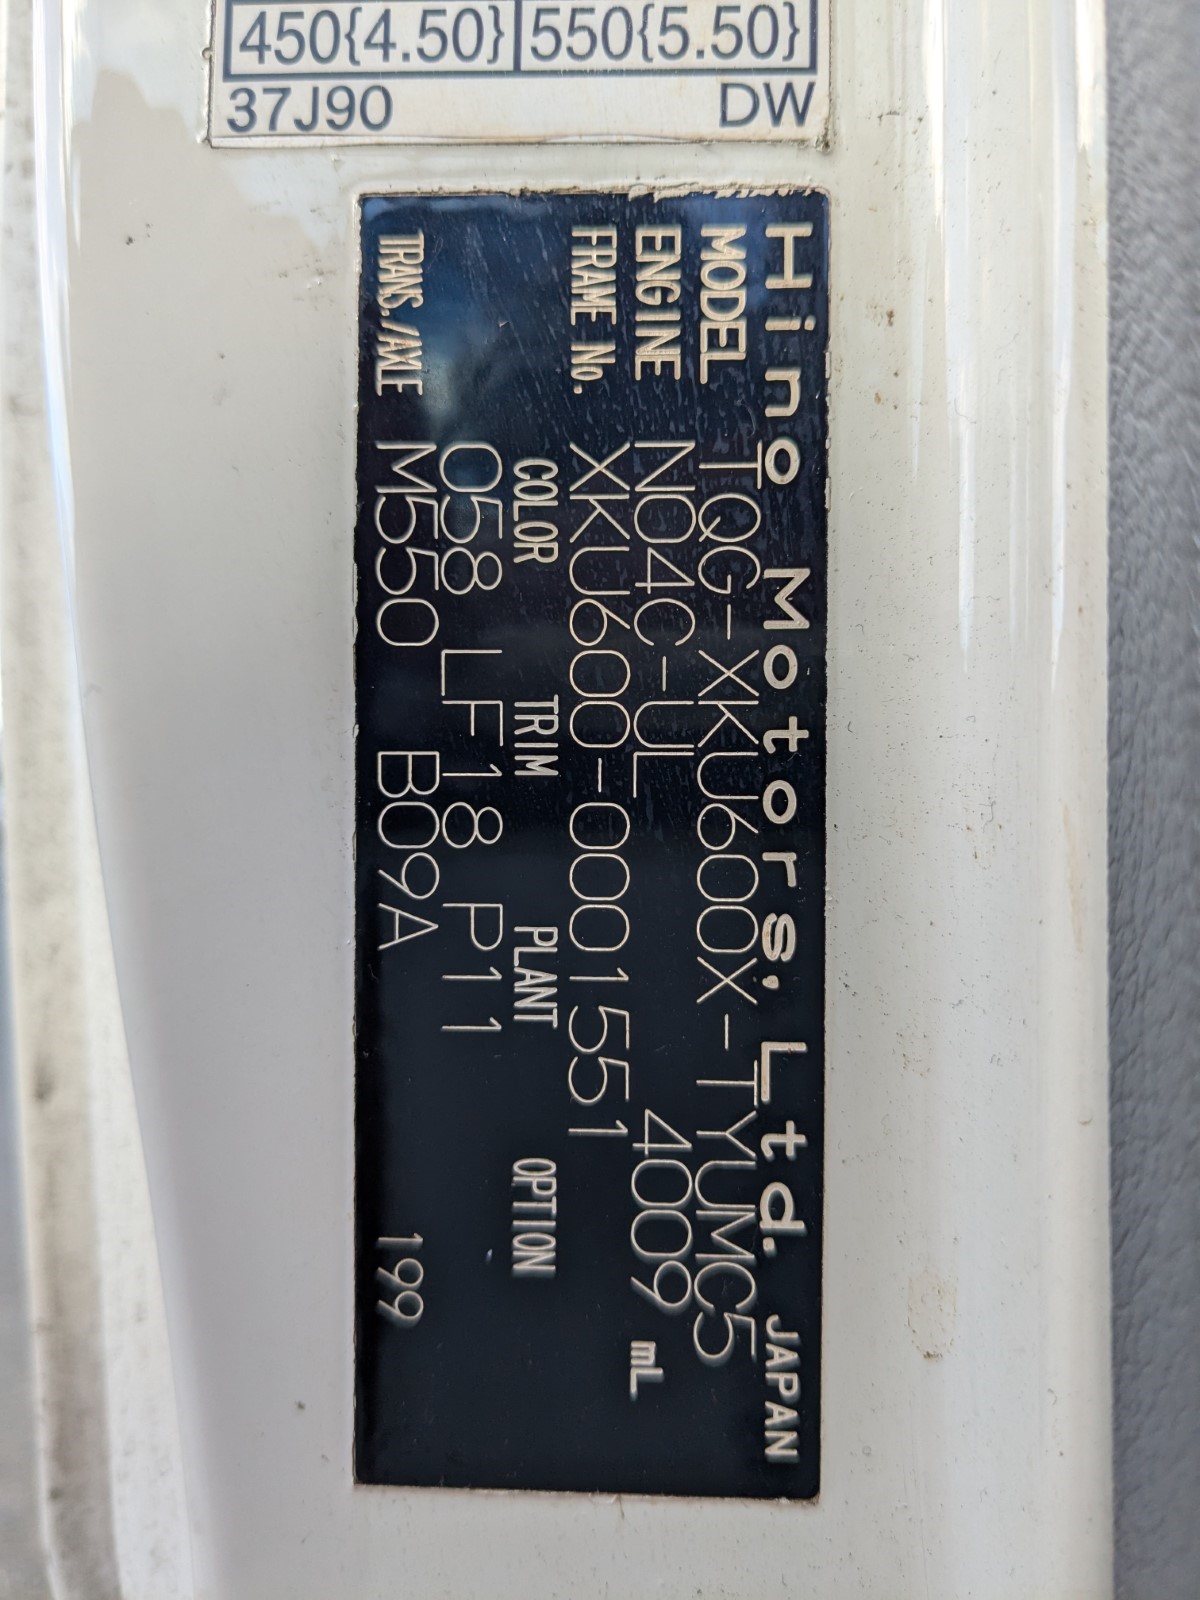 450{4.50} 550{5.50}
37J90 DW
Hino Motors, Ltd. JAPAN
MODEL TQG-XKU600X-TYUMC5
ENGINE N04C-UL 4009 mL
FRAME No. XKU600-0001551
COLOR TRIM PLANT OPTION
058 LF18 P11
TRANS./AXLE M550 B09A 199